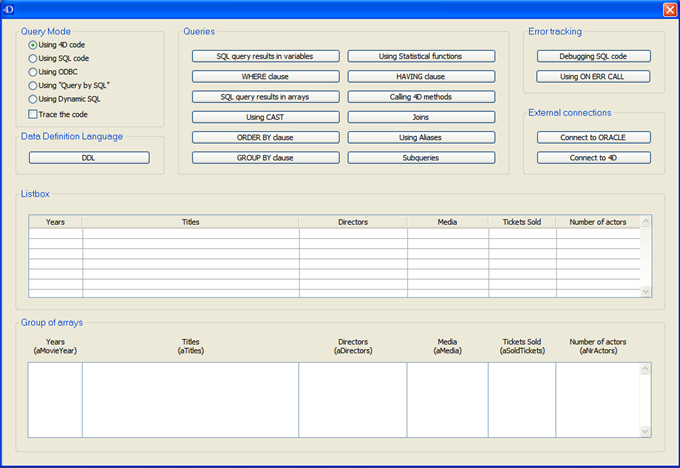 4D
Query Mode
Using 4D code
Using SQL code
Using ODBC
Using "Query by SQL"
Using Dynamic SQL
Trace the code
Data Definition Language
DDL
Queries
SQL query results in variables
Using Statistical functions
WHERE clause
HAVING clause
SQL query results in arrays
Calling 4D methods
Using CAST
Joins
ORDER BY clause
Using Aliases
GROUP BY clause
Subqueries
Error tracking
Debugging SQL code
Using ON ERR CALL
External connections
Connect to ORACLE
Connect to 4D
Listbox
Years Titles Directors Media Tickets Sold Number of actors
Group of arrays
Years Titles Directors Media Tickets Sold Number of actors
(aMovieYear) (aTitles) (aDirectors) (aMedia) (aSoldTickets) (aNrActors)